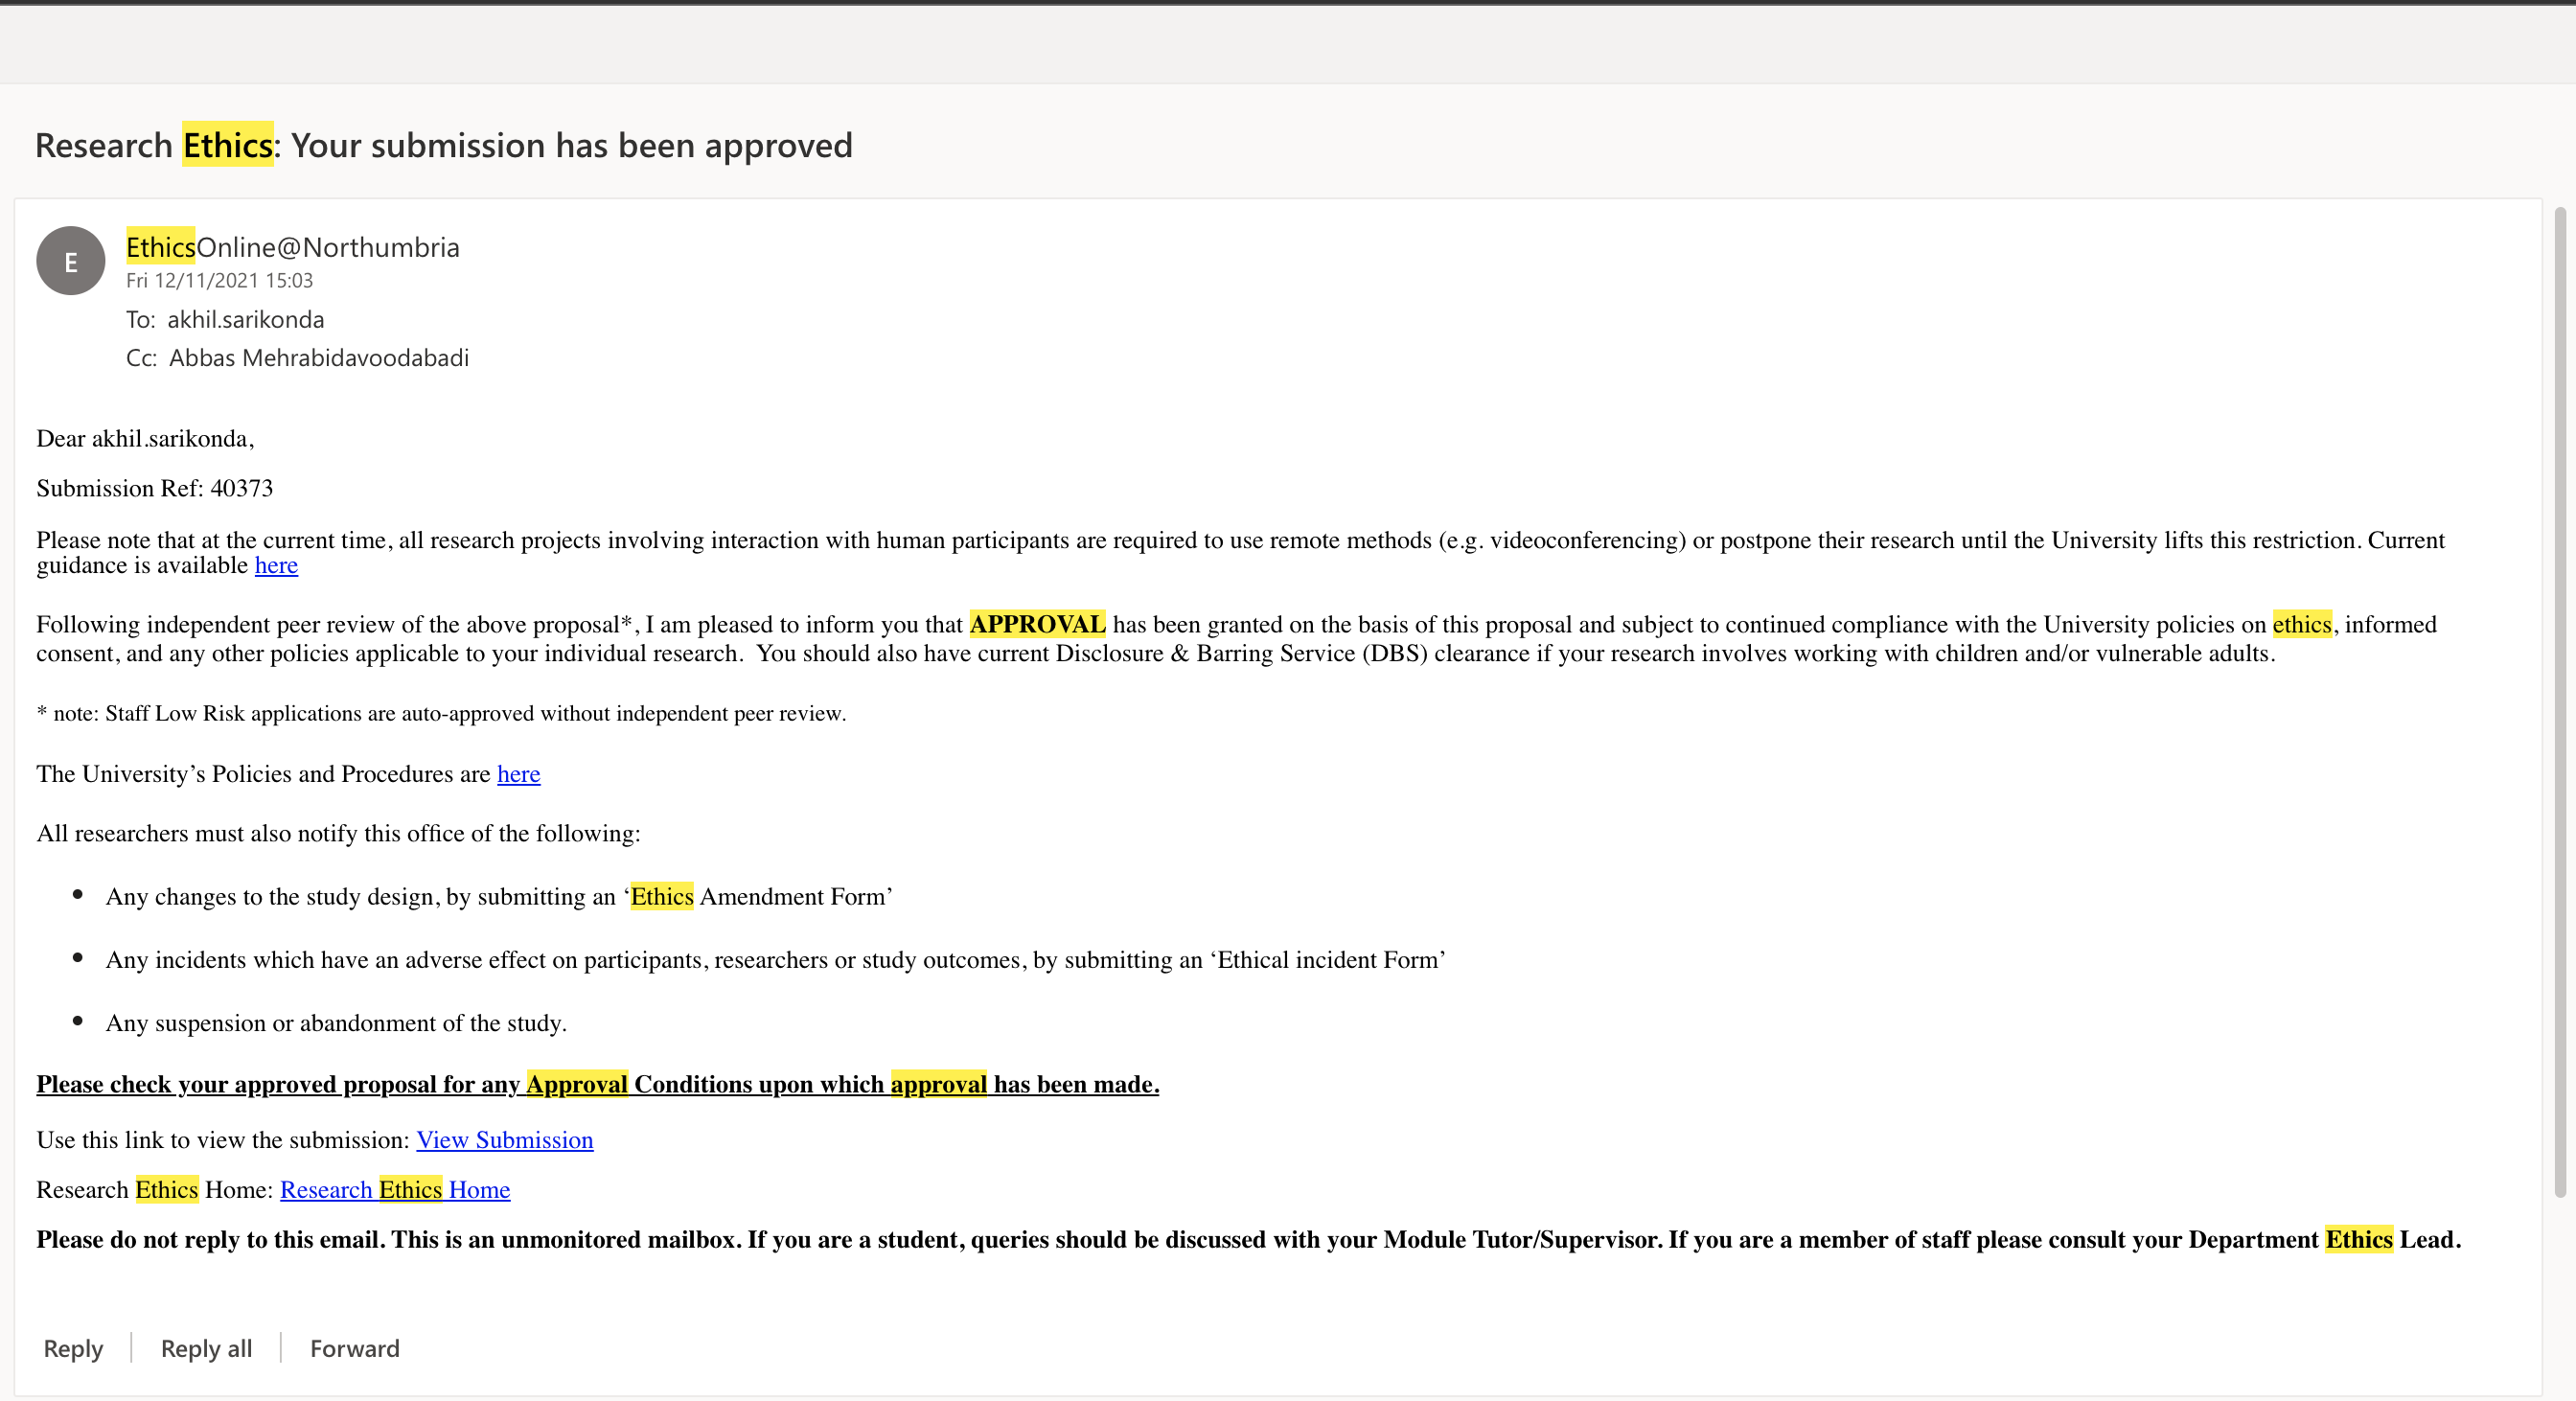 Research Ethics: Your submission has been approved
E
EthicsOnline@Northumbria
Fri 12/11/2021 15:03
To: akhil.sarikonda
Cc: Abbas Mehrabidavoodabadi
Dear akhil.sarikonda,
Submission Ref: 40373
Please note that at the current time, all research projects involving interaction with human participants are required to use remote methods (e.g. videoconferencing) or postpone their research until the University lifts this restriction. Current
guidance is available here
Following independent peer review of the above proposal*, I am pleased to inform you that APPROVAL has been granted on the basis of this proposal and subject to continued compliance with the University policies on ethics, informed
consent, and any other policies applicable to your individual research.  You should also have current Disclosure & Barring Service (DBS) clearance if your research involves working with children and/or vulnerable adults.
* note: Staff Low Risk applications are auto-approved without independent peer review.
The University’s Policies and Procedures are here
All researchers must also notify this office of the following:
• Any changes to the study design, by submitting an ‘Ethics Amendment Form’
• Any incidents which have an adverse effect on participants, researchers or study outcomes, by submitting an ‘Ethical incident Form’
• Any suspension or abandonment of the study.
Please check your approved proposal for any Approval Conditions upon which approval has been made.
Use this link to view the submission: View Submission
Research Ethics Home: Research Ethics Home
Please do not reply to this email. This is an unmonitored mailbox. If you are a student, queries should be discussed with your Module Tutor/Supervisor. If you are a member of staff please consult your Department Ethics Lead.
Reply | Reply all | Forward